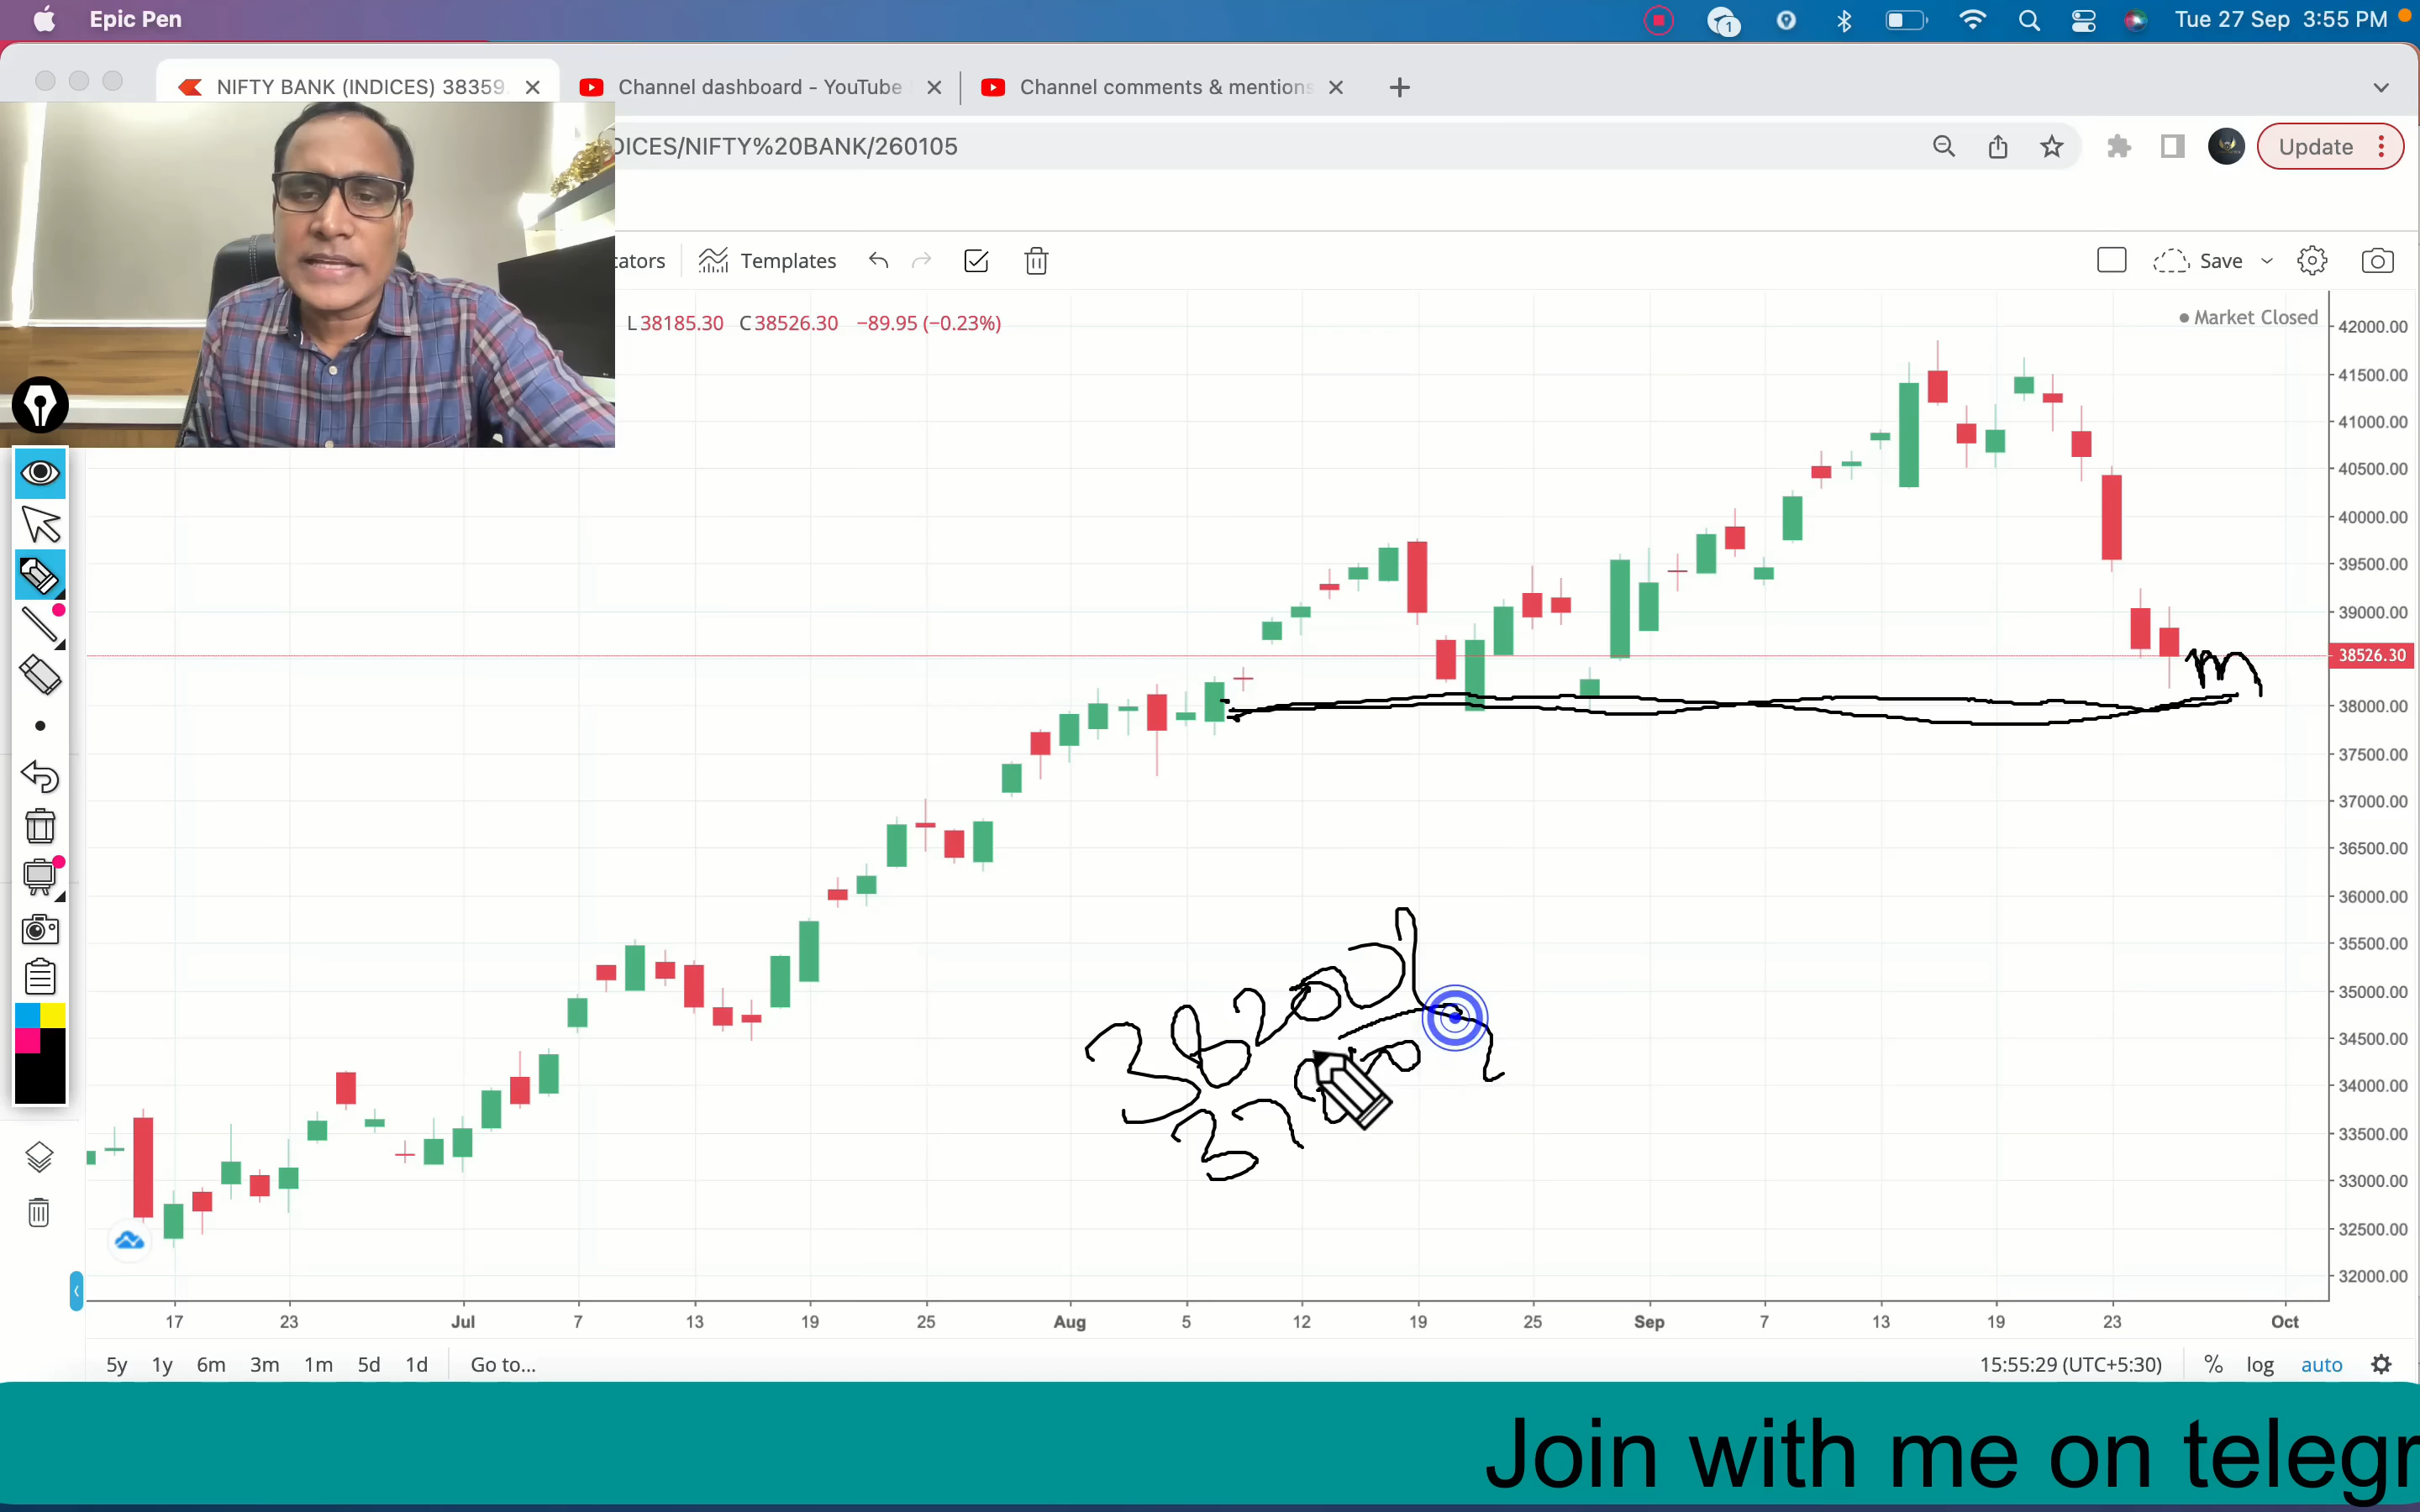 Epic Pen
1
Tue 27 Sep 3:55 PM
NIFTY BANK (INDICES) 38359.
Channel dashboard - YouTube
Channel comments & mentions
DICES/NIFTY%20BANK/260105
Update
cators
Templates
Save
L38185.30 C38526.30 −89.95 (−0.23%)
Market Closed
42000.00
41500.00
41000.00
40500.00
40000.00
39500.00
39000.00
38526.30
38000.00
37500.00
37000.00
36500.00
36000.00
35500.00
35000.00
34500.00
34000.00
33500.00
33000.00
32500.00
32000.00
17 23 Jul 7 13 19 25 Aug 5 12 19 25 Sep 7 13 19 23 Oct
5y 1y 6m 3m 1m 5d 1d Go to...
15:55:29 (UTC+5:30) % log auto
Join with me on telegr